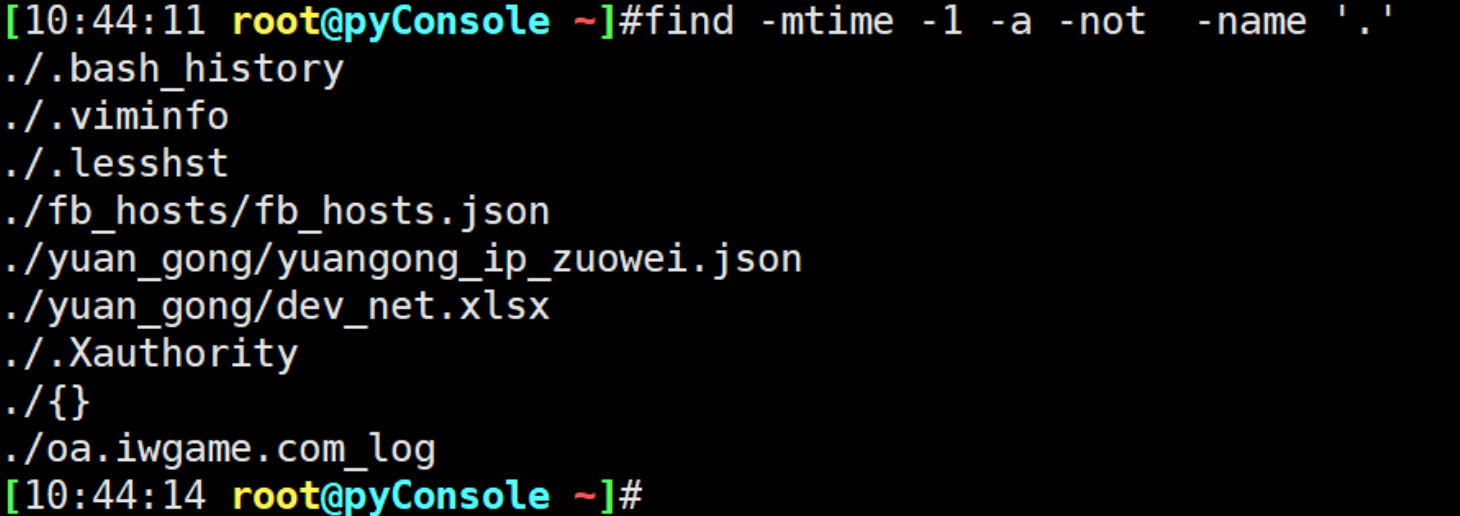 [10:44:11 root@pyConsole ~]#find -mtime -1 -a -not  -name '.'
./.bash_history
./.viminfo
./.lesshst
./fb_hosts/fb_hosts.json
./yuan_gong/yuangong_ip_zuowei.json
./yuan_gong/dev_net.xlsx
./.Xauthority
./{}
./oa.iwgame.com_log
[10:44:14 root@pyConsole ~]#